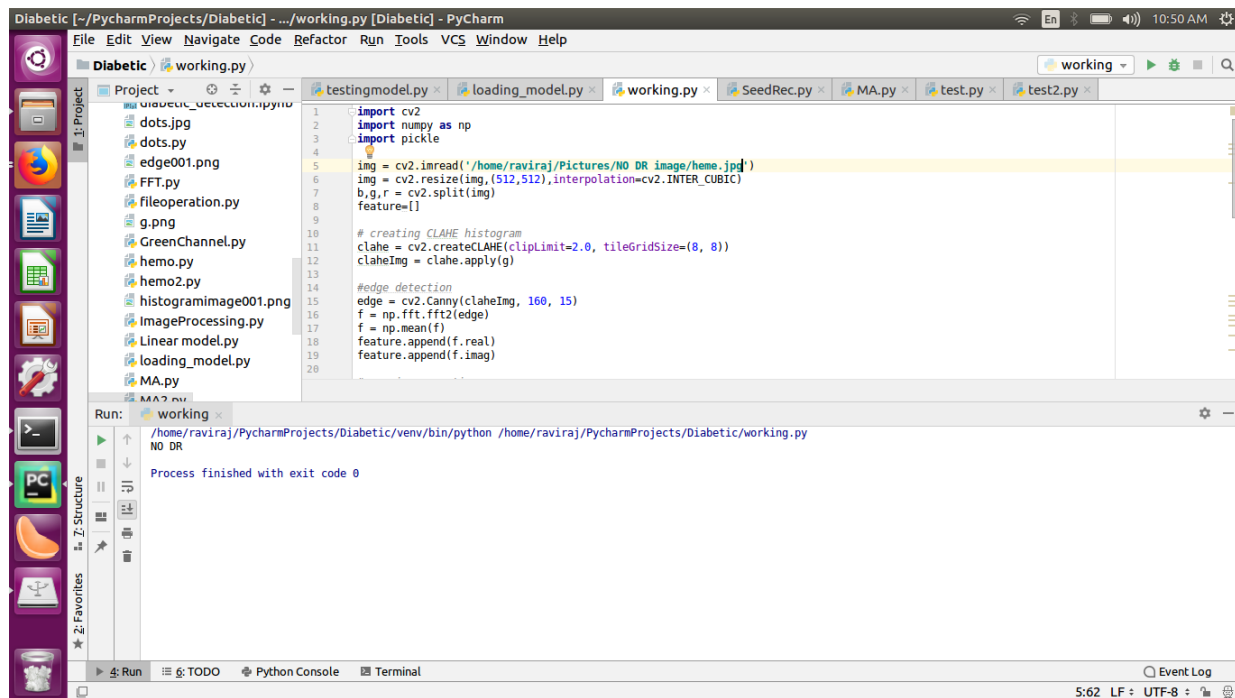 Diabetic [~/PycharmProjects/Diabetic] - .../working.py [Diabetic] - PyCharm
En
10:50 AM
File Edit View Navigate Code Refactor Run Tools VCS Window Help
Diabetic
working.py
working
1: Project
Project
testingmodel.py
loading_model.py
working.py
SeedRec.py
MA.py
test.py
test2.py
diabetic_detection.ipynb
dots.jpg
dots.py
edge001.png
FFT.py
fileoperation.py
g.png
GreenChannel.py
hemo.py
hemo2.py
histogramimage001.png
ImageProcessing.py
Linear model.py
loading_model.py
MA.py
MA2.py
1 import cv2
2 import numpy as np
3 import pickle
4
5 img = cv2.imread('/home/raviraj/Pictures/NO DR image/heme.jpg')
6 img = cv2.resize(img,(512,512),interpolation=cv2.INTER_CUBIC)
7 b,g,r = cv2.split(img)
8 feature=[]
9
10 # creating CLAHE histogram
11 clahe = cv2.createCLAHE(clipLimit=2.0, tileGridSize=(8, 8))
12 claheImg = clahe.apply(g)
13
14 #edge detection
15 edge = cv2.Canny(claheImg, 160, 15)
16 f = np.fft.fft2(edge)
17 f = np.mean(f)
18 feature.append(f.real)
19 feature.append(f.imag)
20
Run: working
/home/raviraj/PycharmProjects/Diabetic/venv/bin/python /home/raviraj/PycharmProjects/Diabetic/working.py
NO DR
Process finished with exit code 0
PC
7: Structure
2: Favorites
4: Run
6: TODO
Python Console
Terminal
Event Log
5:62 LF UTF-8